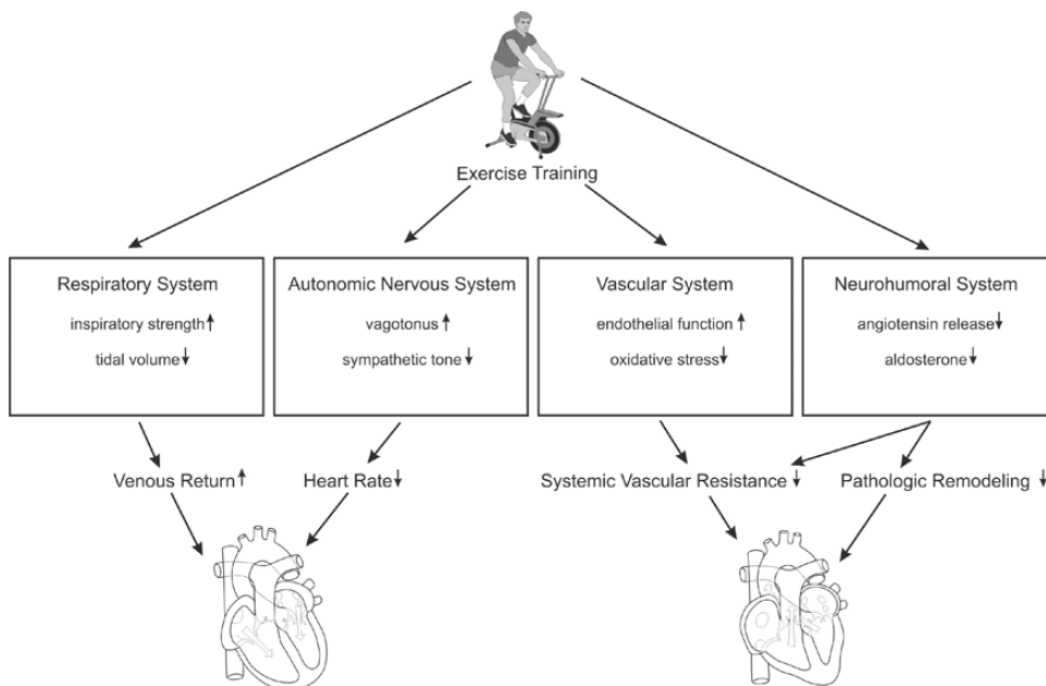 Exercise Training
Respiratory System
inspiratory strength↑
tidal volume↓
Autonomic Nervous System
vagotonus↑
sympathetic tone↓
Vascular System
endothelial function↑
oxidative stress↓
Neurohumoral System
angiotensin release↓
aldosterone↓
Venous Return↑
Heart Rate↓
Systemic Vascular Resistance↓
Pathologic Remodeling↓